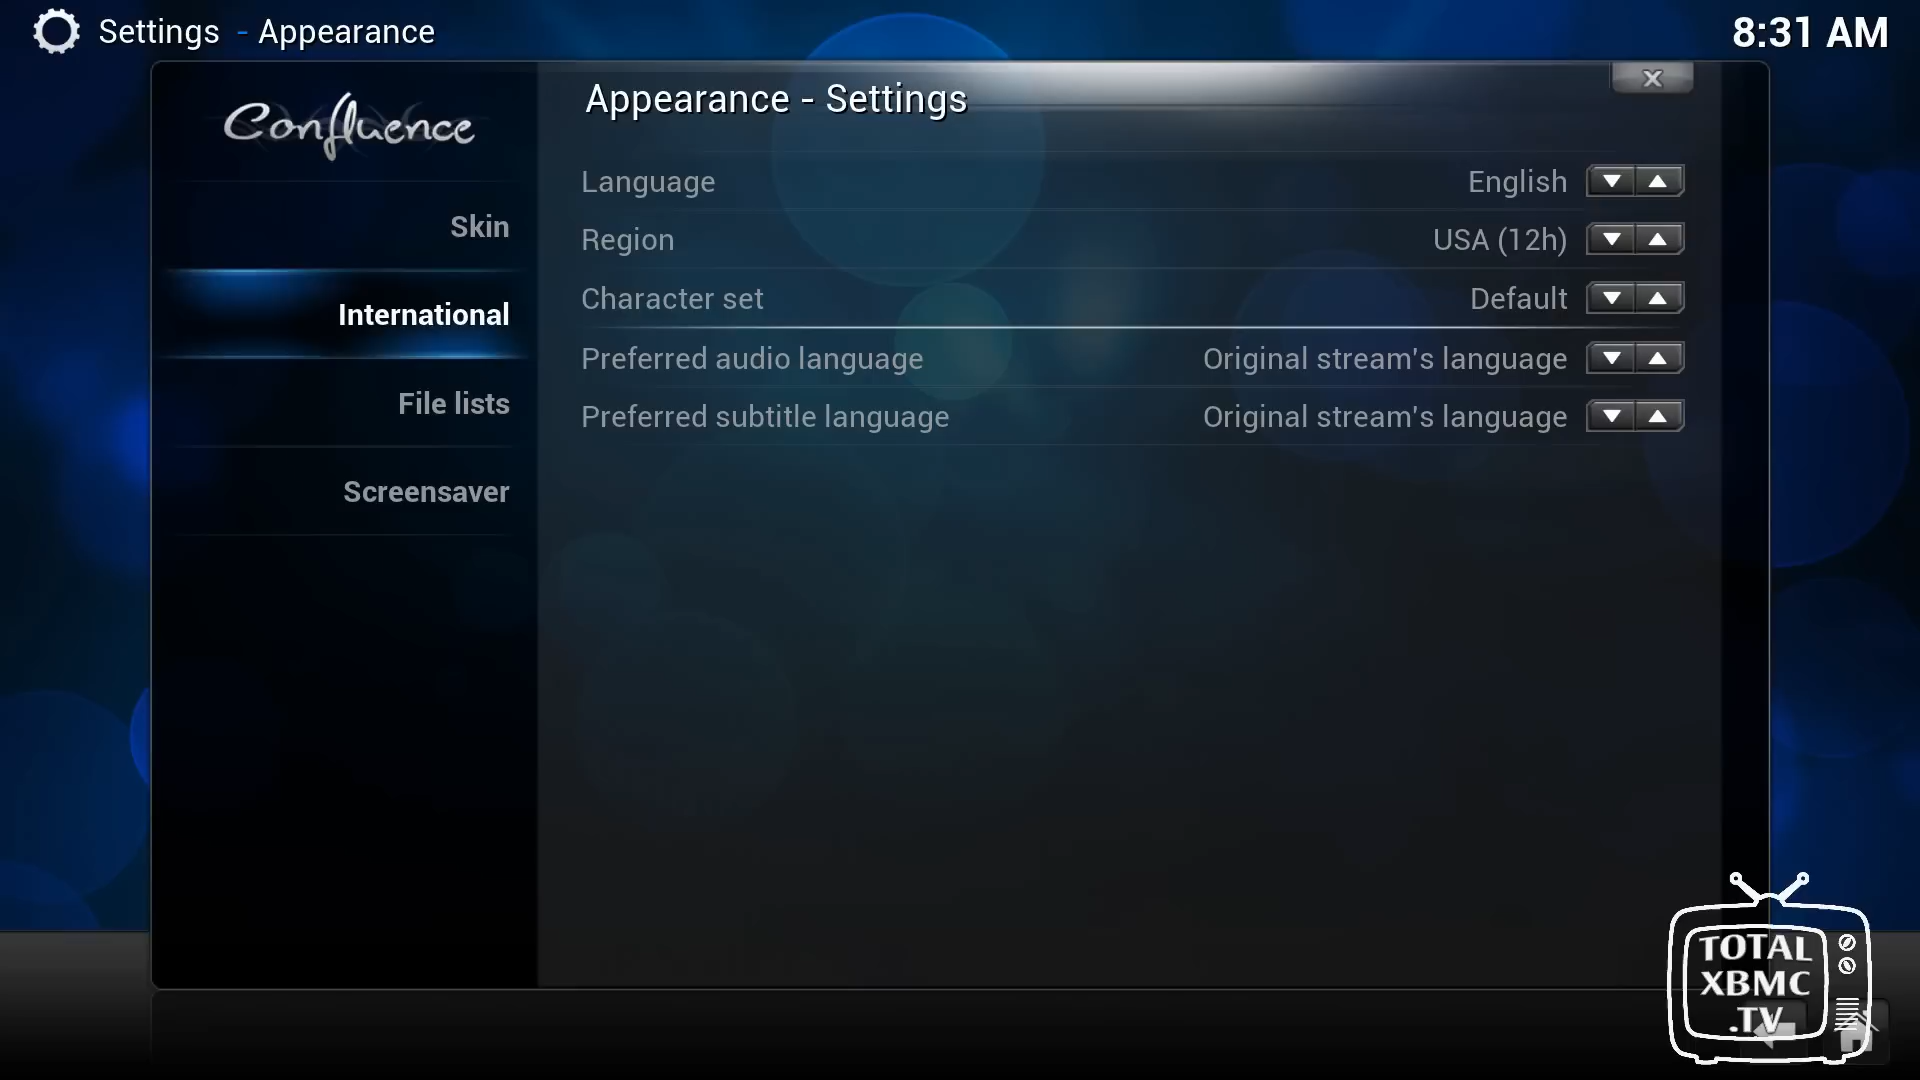 Settings - Appearance
8:31 AM
Confluence
Appearance - Settings
X
Skin
International
File lists
Screensaver
Language English
Region USA (12h)
Character set Default
Preferred audio language Original stream's language
Preferred subtitle language Original stream's language
TOTAL
XBMC
.TV